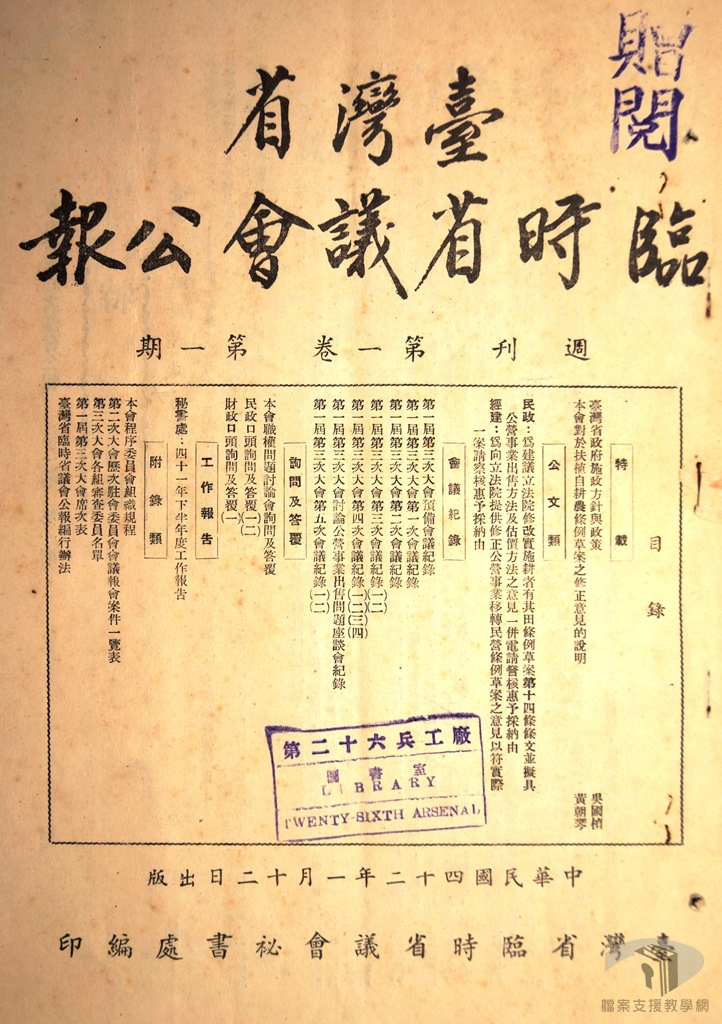 贈閱
臺灣省
臨時省議會公報
週刊 第一卷 第一期
目錄
特載
臺灣省政府施政方針與政策 吳國楨
本會對於扶植自耕農條例草案之修正意見的說明 黃朝琴
公文類
民政：為建議立法院修改實施耕者有其田條例草案第十四條條文並擬具
公營事業出售方法及估價方法之意見一併電請督核惠予採納由
經建：為向立法院提供修正公營事業移轉民營條例草案之意見以符實際
一案請察核惠予採納由
會議紀錄
第一屆第三次大會預備會議紀錄
第一屆第三次大會第一次會議紀錄
第一屆第三次大會第二次會議紀錄
第一屆第三次大會第三次會議紀錄(一)(二)
第一屆第三次大會第四次會議紀錄(一)(二)(三)(四)
第一屆第三次大會討論公營事業出售問題座談會紀錄
第一屆第三次大會第五次會議紀錄(一)(二)
詢問及答覆
本會職權問題討論會詢問及答覆
民政口頭詢問及答覆(一)(二)
財政口頭詢問及答覆(一)
工作報告
秘書處：四十一年下半年度工作報告
附錄類
本會程序委員會組織規程
第二次大會歷次駐會委員會會議報會案件一覽表
第三次大會各組審查委員名單
第一屆第三次大會席次表
臺灣省臨時省議會公報編行辦法
第二十六兵工廠
圖書室
LIBRARY
TWENTY-SIXTH ARSENAL
中華民國四十二年一月十二日出版
臺灣省臨時省議會祕書處編印
檔案支援教學網